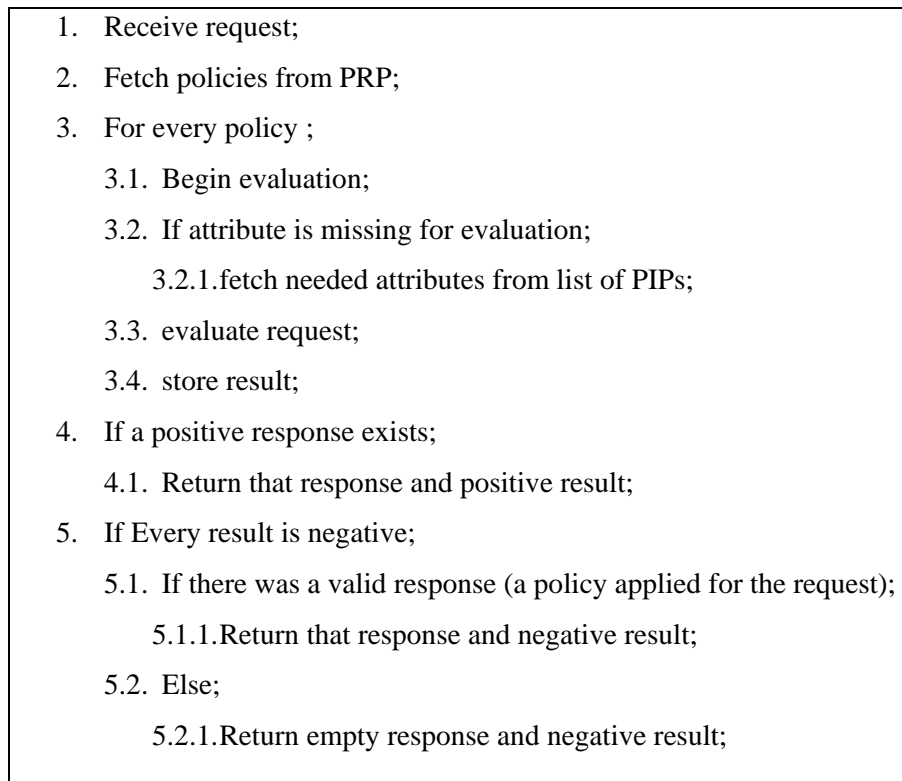 1. Receive request;
2. Fetch policies from PRP;
3. For every policy ;
3.1. Begin evaluation;
3.2. If attribute is missing for evaluation;
3.2.1.fetch needed attributes from list of PIPs;
3.3. evaluate request;
3.4. store result;
4. If a positive response exists;
4.1. Return that response and positive result;
5. If Every result is negative;
5.1. If there was a valid response (a policy applied for the request);
5.1.1.Return that response and negative result;
5.2. Else;
5.2.1.Return empty response and negative result;